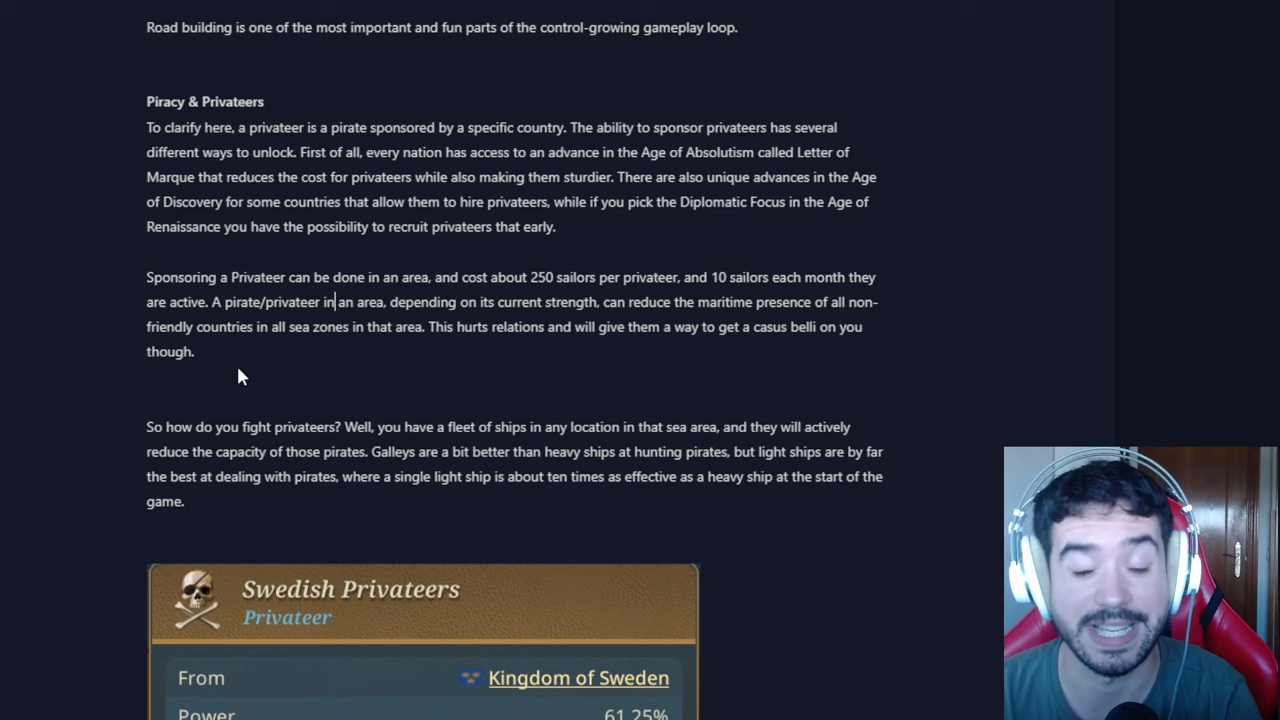 Road building is one of the most important and fun parts of the control-growing gameplay loop.
Piracy & Privateers
To clarify here, a privateer is a pirate sponsored by a specific country. The ability to sponsor privateers has several
different ways to unlock. First of all, every nation has access to an advance in the Age of Absolutism called Letter of
Marque that reduces the cost for privateers while also making them sturdier. There are also unique advances in the Age
of Discovery for some countries that allow them to hire privateers, while if you pick the Diplomatic Focus in the Age of
Renaissance you have the possibility to recruit privateers that early.
Sponsoring a Privateer can be done in an area, and cost about 250 sailors per privateer, and 10 sailors each month they
are active. A pirate/privateer in an area, depending on its current strength, can reduce the maritime presence of all non-
friendly countries in all sea zones in that area. This hurts relations and will give them a way to get a casus belli on you
though.
So how do you fight privateers? Well, you have a fleet of ships in any location in that sea area, and they will actively
reduce the capacity of those pirates. Galleys are a bit better than heavy ships at hunting pirates, but light ships are by far
the best at dealing with pirates, where a single light ship is about ten times as effective as a heavy ship at the start of the
game.
Swedish Privateers
Privateer
From Kingdom of Sweden
Power 61.25%